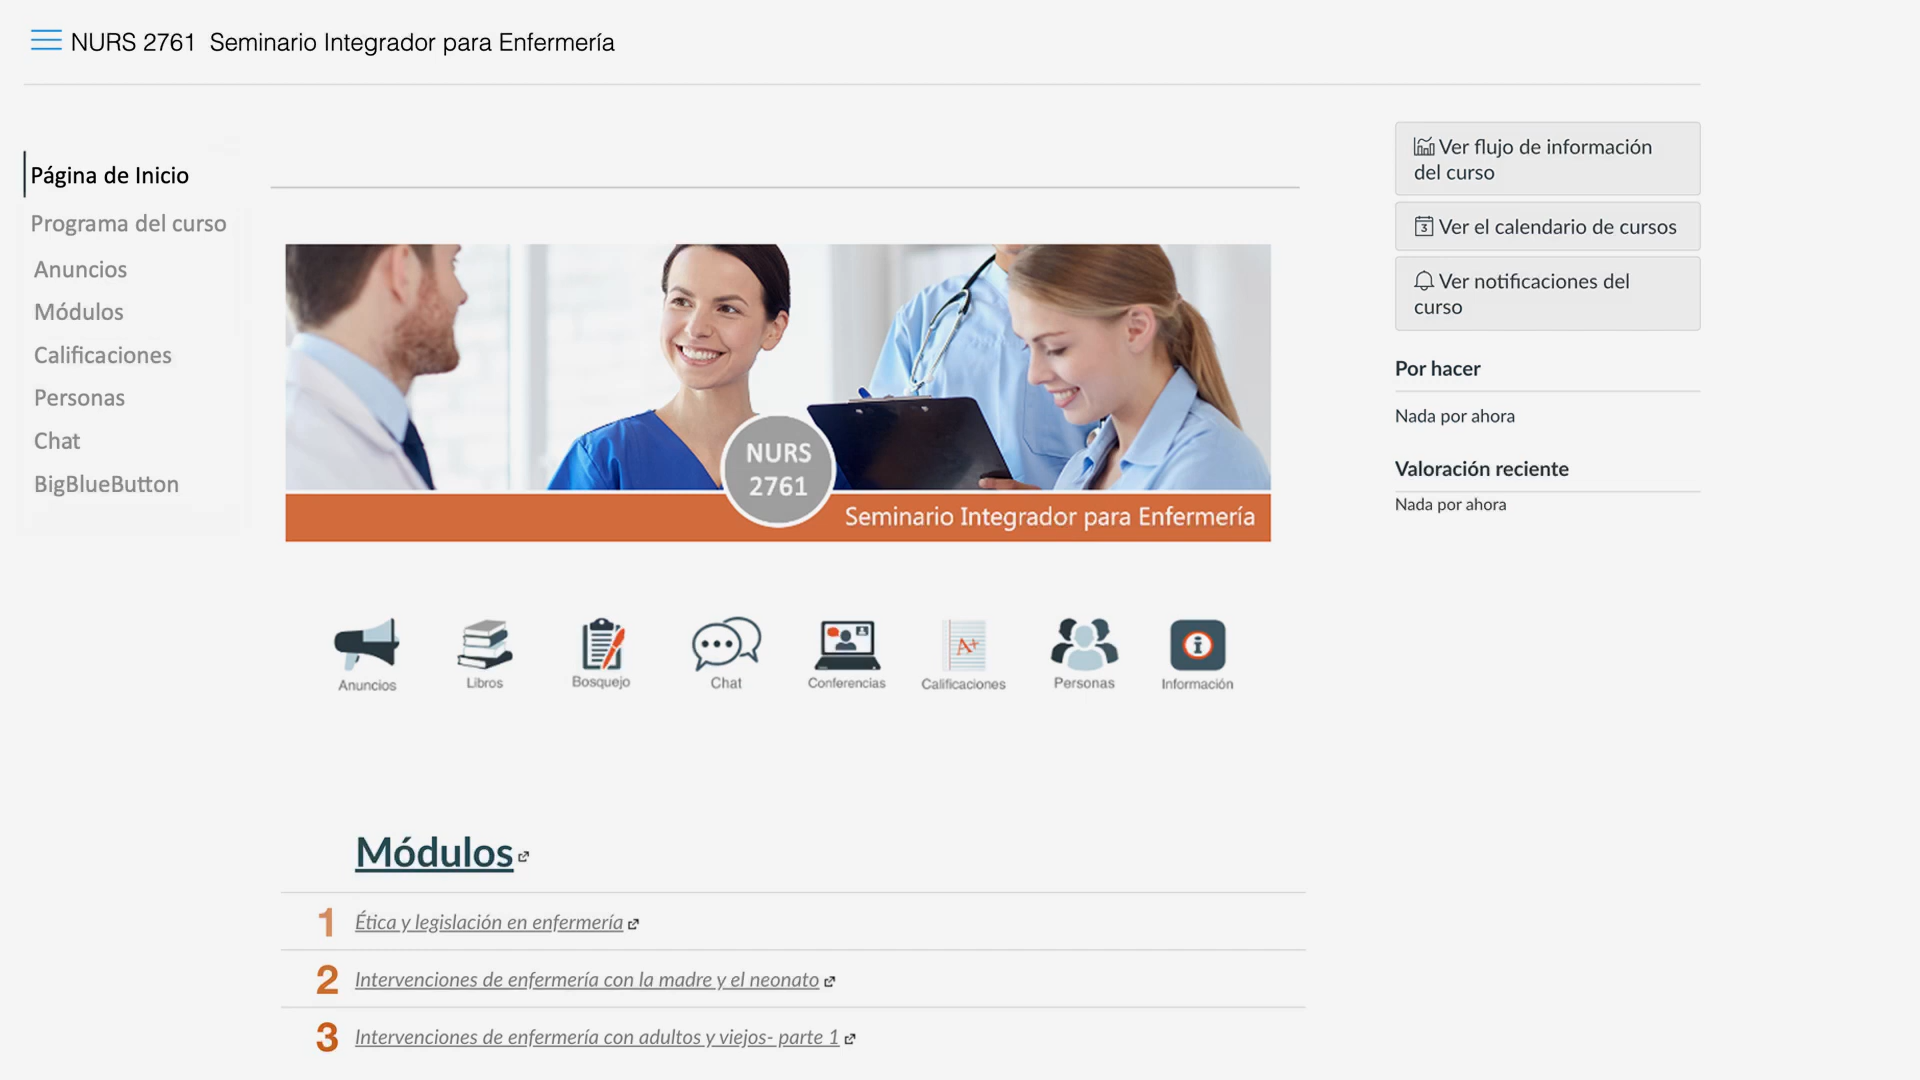 NURS 2761 Seminario Integrador para Enfermería
Página de Inicio
Programa del curso
Anuncios
Módulos
Calificaciones
Personas
Chat
BigBlueButton
NURS
2761
Seminario Integrador para Enfermería
Anuncios
Libros
Bosquejo
Chat
Conferencias
Calificaciones
Personas
Información
Módulos
1 Ética y legislación en enfermería
2 Intervenciones de enfermería con la madre y el neonato
3 Intervenciones de enfermería con adultos y viejos- parte 1
Ver flujo de información
del curso
Ver el calendario de cursos
Ver notificaciones del
curso
Por hacer
Nada por ahora
Valoración reciente
Nada por ahora